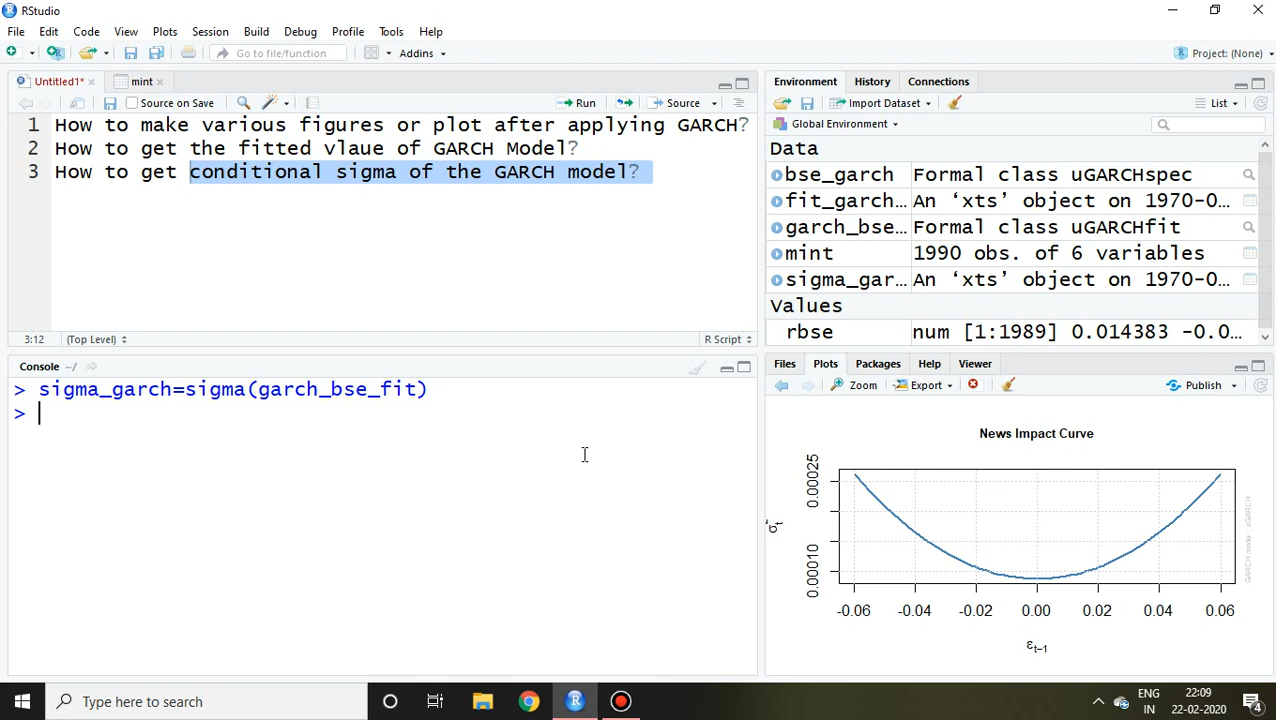 RStudio
File Edit Code View Plots Session Build Debug Profile Tools Help
Go to file/function Addins Project: (None)
Untitled1* mint
Source on Save Run Source
1 How to make various figures or plot after applying GARCH?
2 How to get the fitted vlaue of GARCH Model?
3 How to get conditional sigma of the GARCH model?
3:12 (Top Level) R Script
Console ~/
> sigma_garch=sigma(garch_bse_fit)
>
Environment History Connections
Import Dataset List
Global Environment
Data
bse_garch Formal class uGARCHspec
fit_garch… An ‘xts’ object on 1970-0…
garch_bse… Formal class uGARCHfit
mint 1990 obs. of 6 variables
sigma_gar… An ‘xts’ object on 1970-0…
Values
rbse num [1:1989] 0.014383 -0.0…
Files Plots Packages Help Viewer
Zoom Export Publish
News Impact Curve
0.00025
0.00010
-0.06 -0.04 -0.02 0.00 0.02 0.04 0.06
εt−1
GARCH model : sGARCH
Type here to search
ENG
IN
22:09
22-02-2020
4